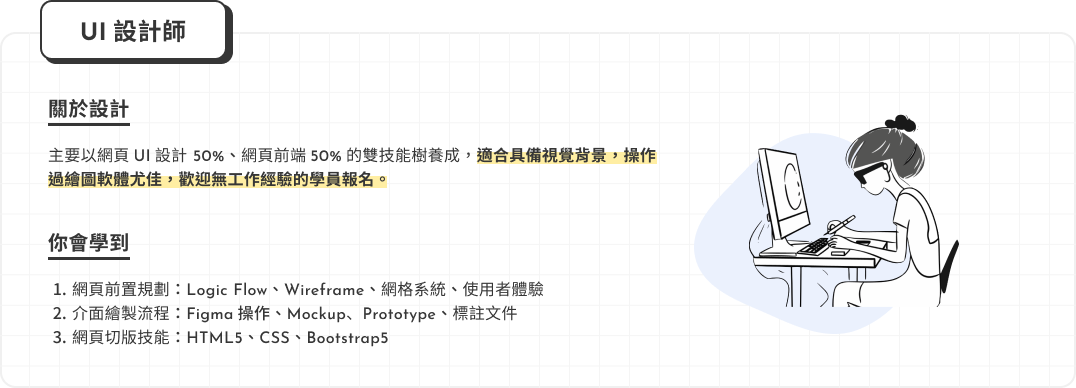 UI 設計師
關於設計
主要以網頁 UI 設計 50%、網頁前端 50% 的雙技能樹養成，適合具備視覺背景，操作
過繪圖軟體尤佳，歡迎無工作經驗的學員報名。
你會學到
1. 網頁前置規劃：Logic Flow、Wireframe、網格系統、使用者體驗
2. 介面繪製流程：Figma 操作、Mockup、Prototype、標註文件
3. 網頁切版技能：HTML5、CSS、Bootstrap5